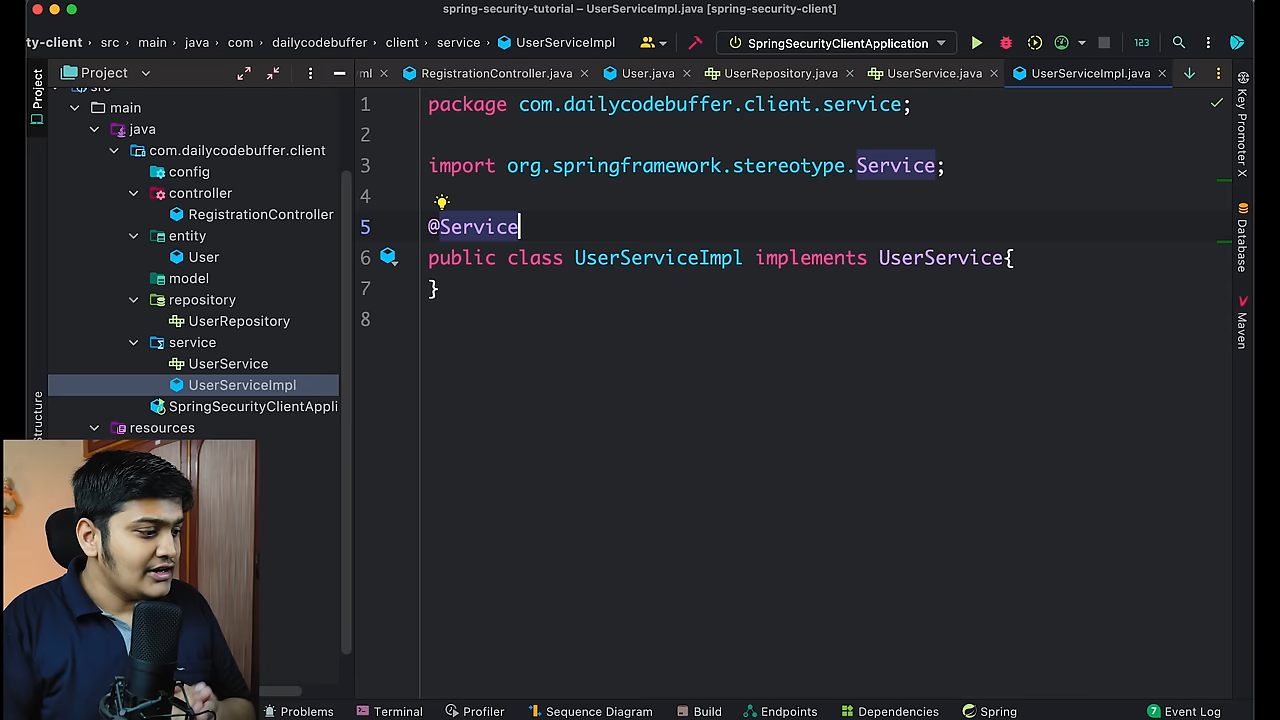 spring-security-tutorial – UserServiceImpl.java [spring-security-client]
ty-client › src › main › java › com › dailycodebuffer › client › service › UserServiceImpl
SpringSecurityClientApplication
123
Project
ml
RegistrationController.java
User.java
UserRepository.java
UserService.java
UserServiceImpl.java
Project
Structure
src
main
java
com.dailycodebuffer.client
config
controller
RegistrationController
entity
User
model
repository
UserRepository
service
UserService
UserServiceImpl
SpringSecurityClientAppli
resources
1 package com.dailycodebuffer.client.service;
2
3 import org.springframework.stereotype.Service;
4
5 @Service
6 public class UserServiceImpl implements UserService{
7 }
8
Key Promoter X
Database
Maven
Problems
Terminal
Profiler
Sequence Diagram
Build
Endpoints
Dependencies
Spring
7 Event Log